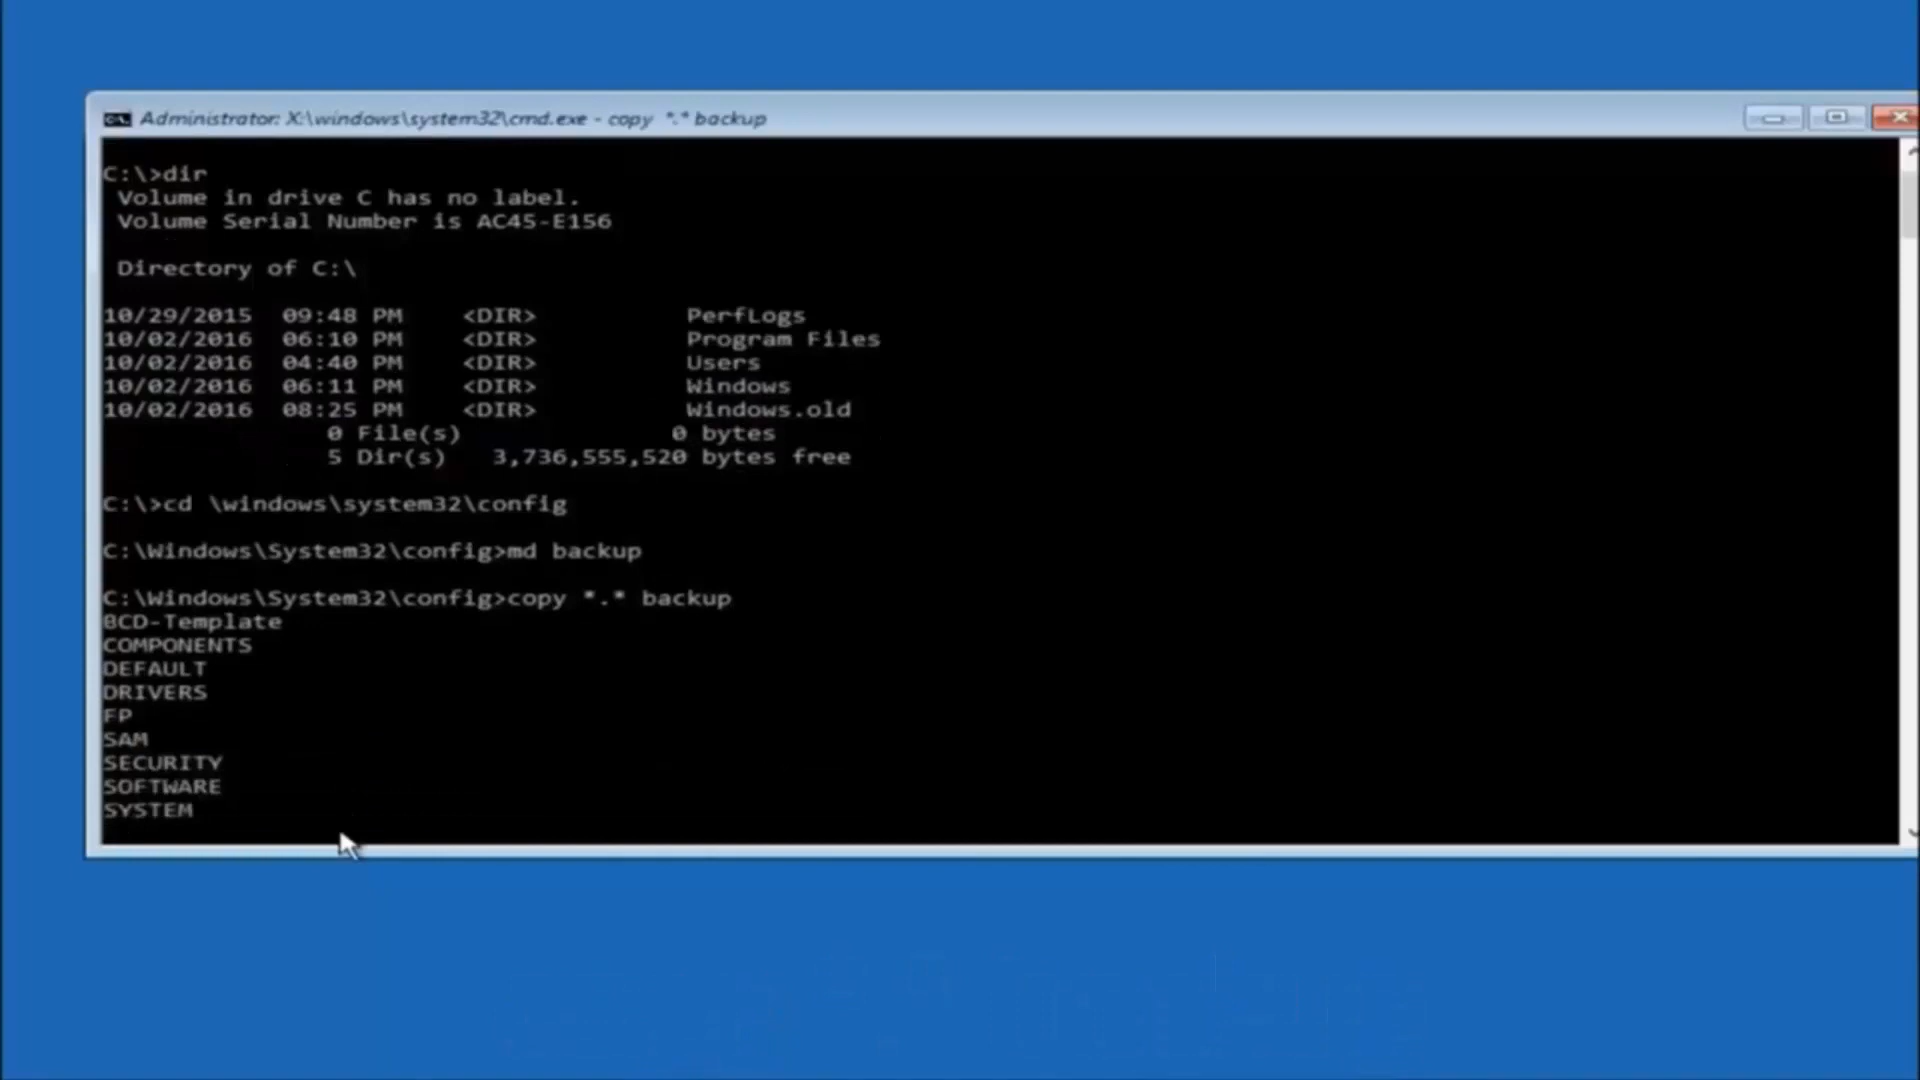 Administrator: X:\windows\system32\cmd.exe - copy *.* backup
C:\>dir
Volume in drive C has no label.
Volume Serial Number is AC45-E156
Directory of C:\
10/29/2015 09:48 PM <DIR> PerfLogs
10/02/2016 06:10 PM <DIR> Program Files
10/02/2016 04:40 PM <DIR> Users
10/02/2016 06:11 PM <DIR> Windows
10/02/2016 08:25 PM <DIR> Windows.old
0 File(s) 0 bytes
5 Dir(s) 3,736,555,520 bytes free
C:\>cd \windows\system32\config
C:\Windows\System32\config>md backup
C:\Windows\System32\config>copy *.* backup
BCD-Template
COMPONENTS
DEFAULT
DRIVERS
FP
SAM
SECURITY
SOFTWARE
SYSTEM